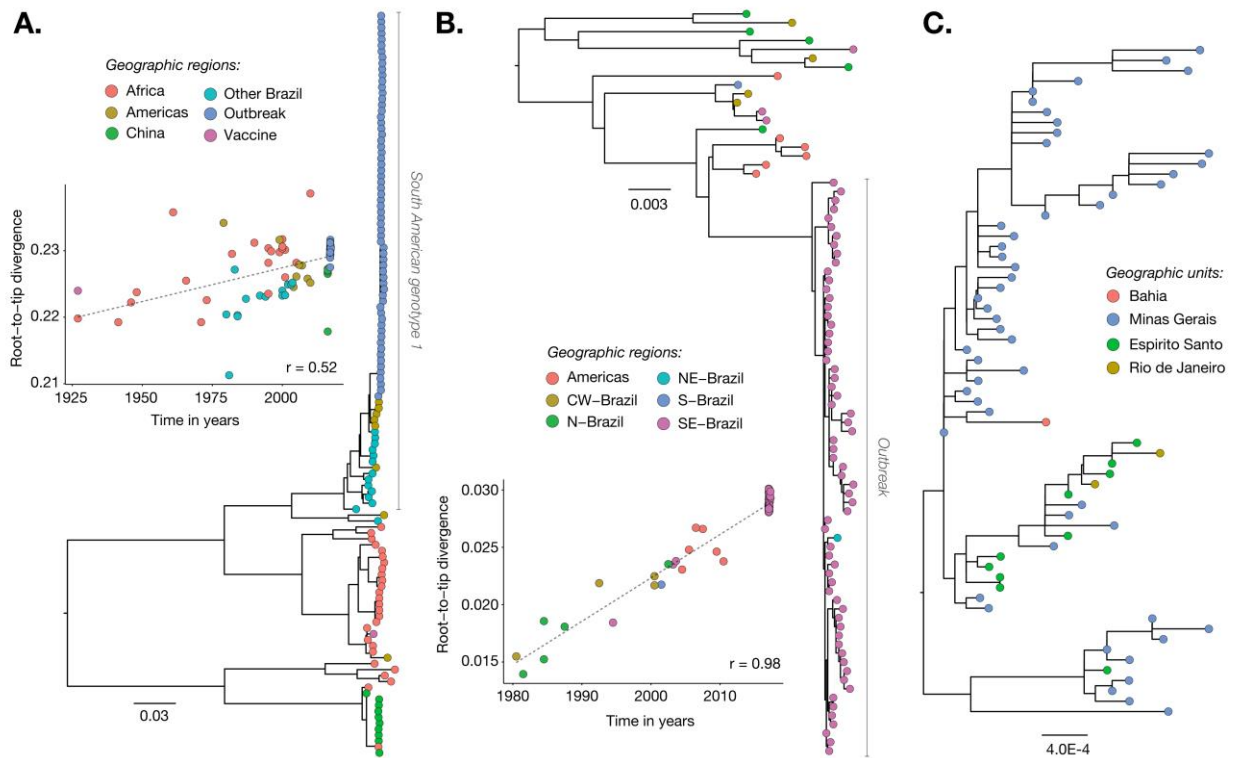 A.
Geographic regions:
Africa
Americas
China
Other Brazil
Outbreak
Vaccine
South American genotype 1
Root−to−tip divergence
0.23
0.22
0.21
r = 0.52
1925
1950
1975
2000
Time in years
0.03
B.
0.003
Geographic regions:
Americas
CW−Brazil
N−Brazil
NE−Brazil
S−Brazil
SE−Brazil
Outbreak
Root−to−tip divergence
0.030
0.025
0.020
0.015
r = 0.98
1980
1990
2000
2010
Time in years
C.
Geographic units:
Bahia
Minas Gerais
Espirito Santo
Rio de Janeiro
4.0E-4